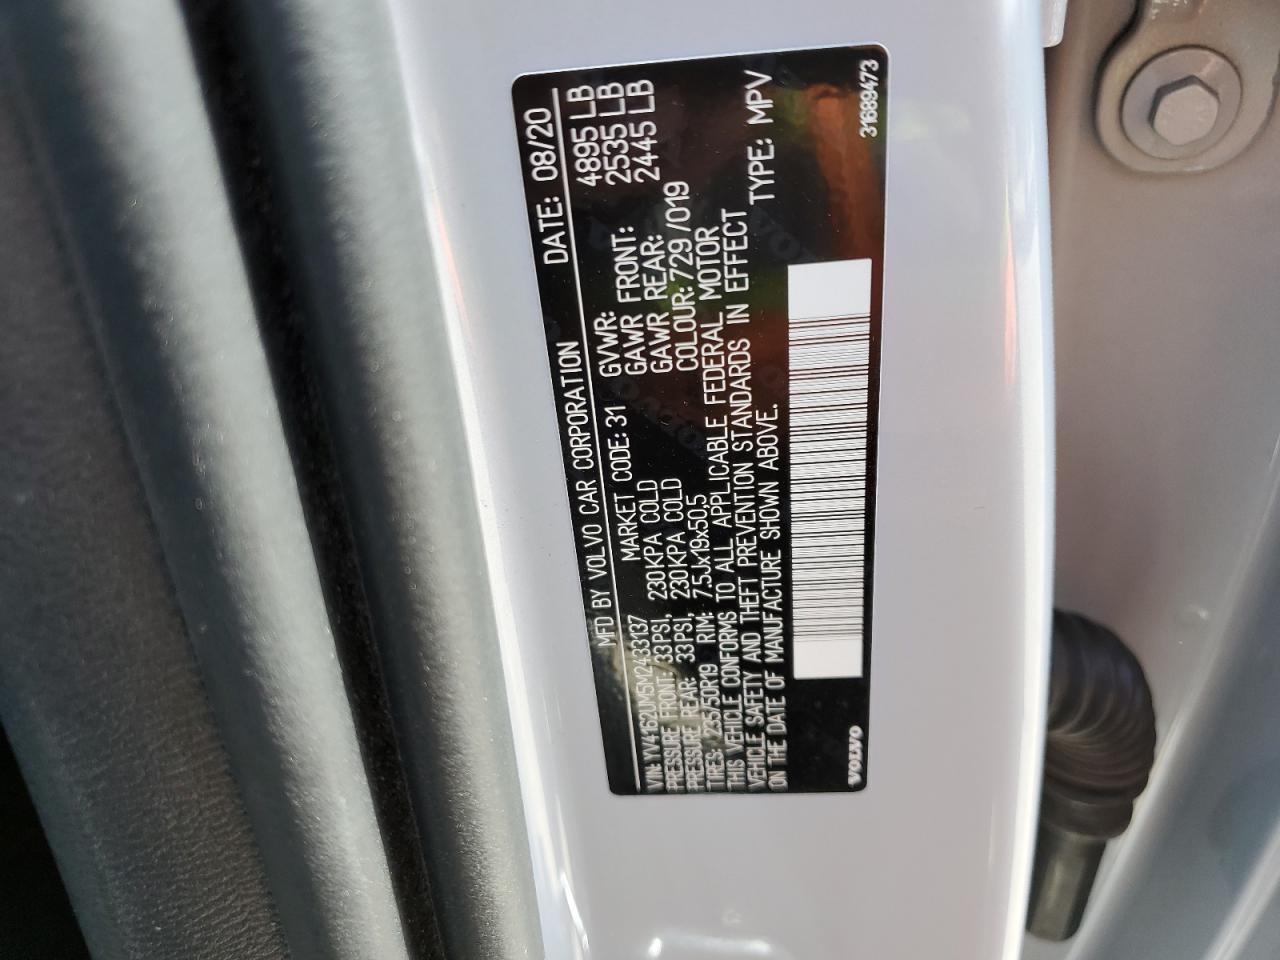 MFD BY VOLVO CAR CORPORATION DATE: 08/20
MARKET CODE: 31 GVWR: 4895 LB
GAWR FRONT: 2535 LB
GAWR REAR: 2445 LB
VIN: YV4162UM5M2433137
PRESSURE FRONT: 33PSI, 230KPA COLD
PRESSURE REAR: 33PSI, 230KPA COLD COLOUR: 729 /019
TIRES: 235/50R19 RIM: 7.5Jx19x50,5
THIS VEHICLE CONFORMS TO ALL APPLICABLE FEDERAL MOTOR
VEHICLE SAFETY AND THEFT PREVENTION STANDARDS IN EFFECT
ON THE DATE OF MANUFACTURE SHOWN ABOVE. TYPE: MPV
VOLVO 31689473